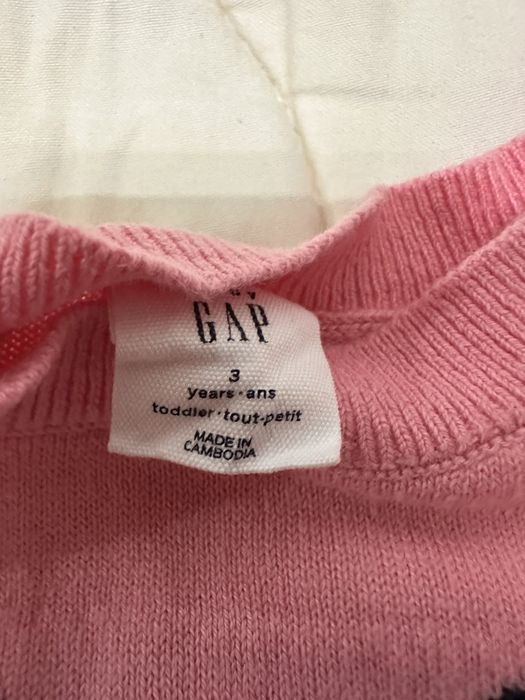 GAP
3
years·ans
toddler·tout-petit
MADE IN
CAMBODIA